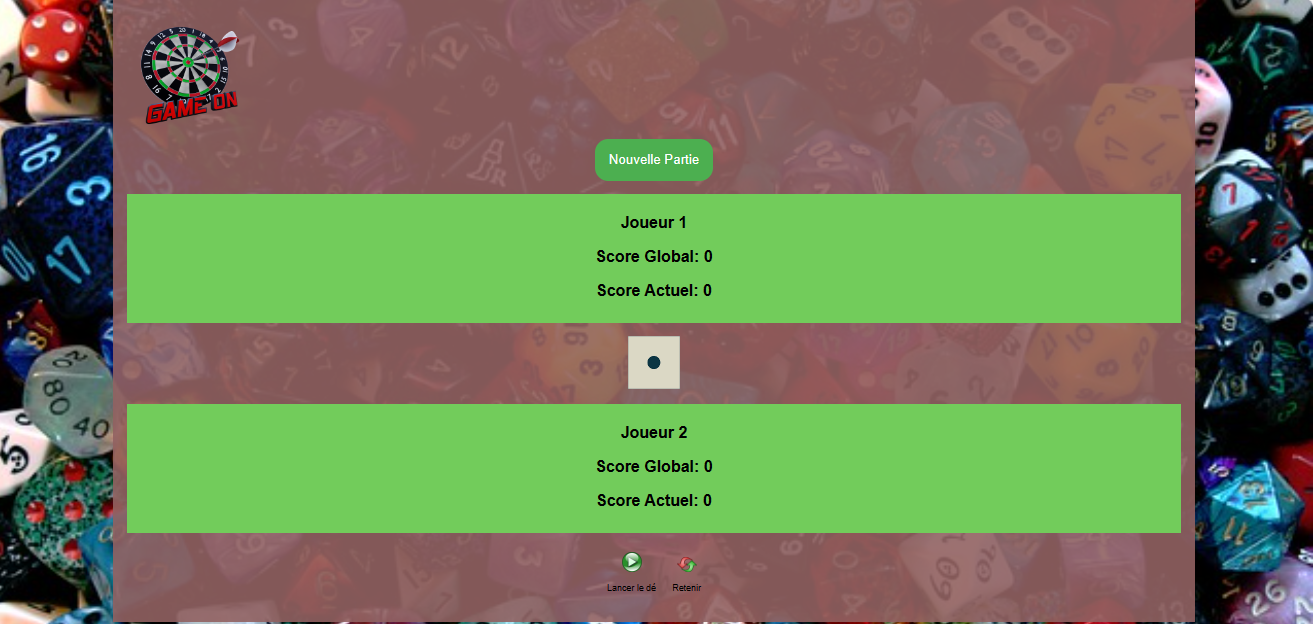 GAME ON
Nouvelle Partie
Joueur 1
Score Global: 0
Score Actuel: 0
Joueur 2
Score Global: 0
Score Actuel: 0
Lancer le dé Retenir